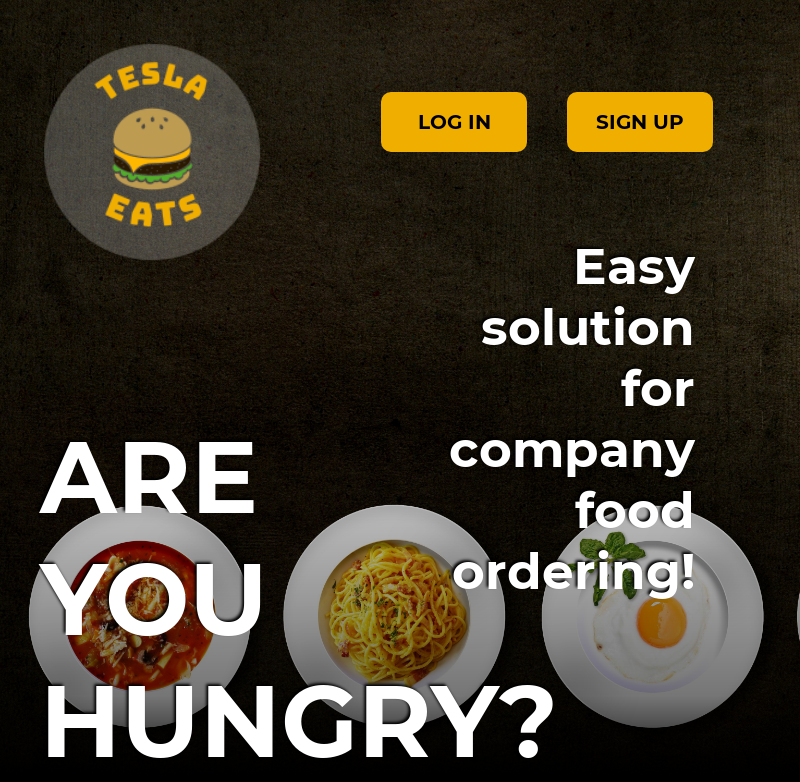 TESLA
EATS
LOG IN
SIGN UP
Easy
solution
for
company
food
ordering!
ARE
YOU
HUNGRY?